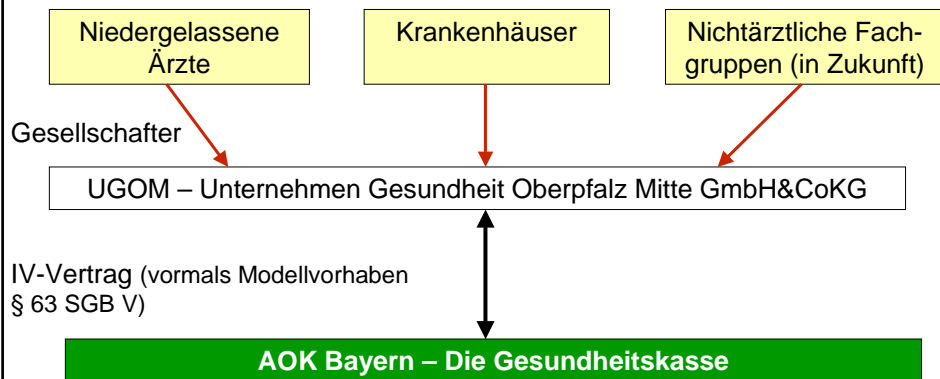 Niedergelassene
Ärzte
Krankenhäuser
Nichtärztliche Fach-
gruppen (in Zukunft)
Gesellschafter
UGOM – Unternehmen Gesundheit Oberpfalz Mitte GmbH&CoKG
IV-Vertrag (vormals Modellvorhaben
§ 63 SGB V)
AOK Bayern – Die Gesundheitskasse